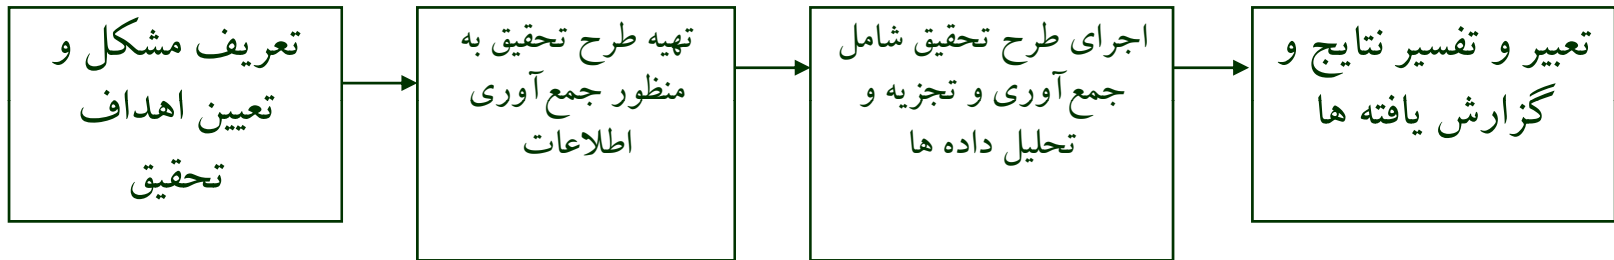 تعریف مشکل و
تعیین اهداف
تحقیق
تهیه طرح تحقیق به
منظور جمع‌آوری
اطلاعات
اجرای طرح تحقیق شامل
جمع‌آوری و تجزیه و
تحلیل داده ها
تعبیر و تفسیر نتایج و
گزارش یافته ها